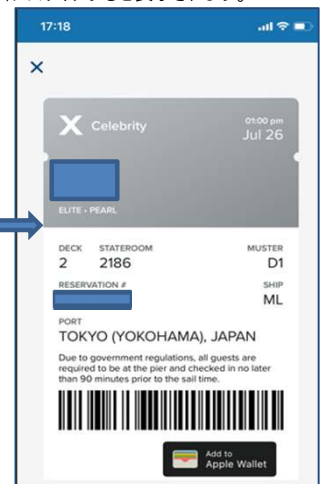 17:18
X Celebrity
01:00 pm
Jul 26
ELITE • PEARL
DECK STATEROOM MUSTER
2 2186 D1
RESERVATION # SHIP
ML
PORT
TOKYO (YOKOHAMA), JAPAN
Due to government regulations, all guests are
required to be at the pier and checked in no later
than 90 minutes prior to the sail time.
Add to
Apple Wallet